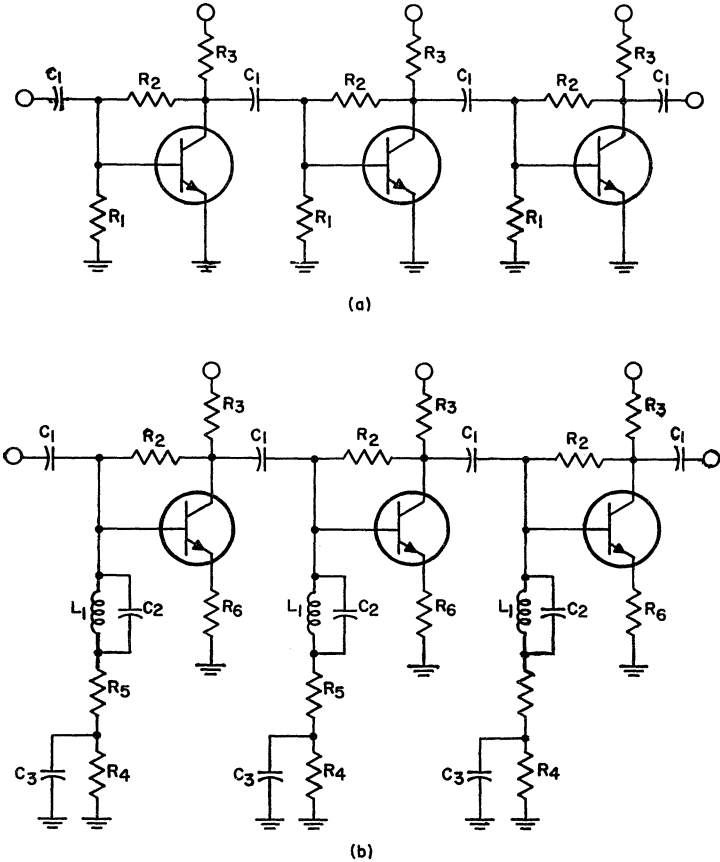 R3 R3 R3
C1 R2 C1 R2 C1 R2 C1
R1 R1 R1
(a)
R3 R3 R3
C1 R2 C1 R2 C1 R2 C1
L1 C2 L1 C2 L1 C2
R6 R6 R6
R5 R5
C3 R4 C3 R4 C3 R4
(b)